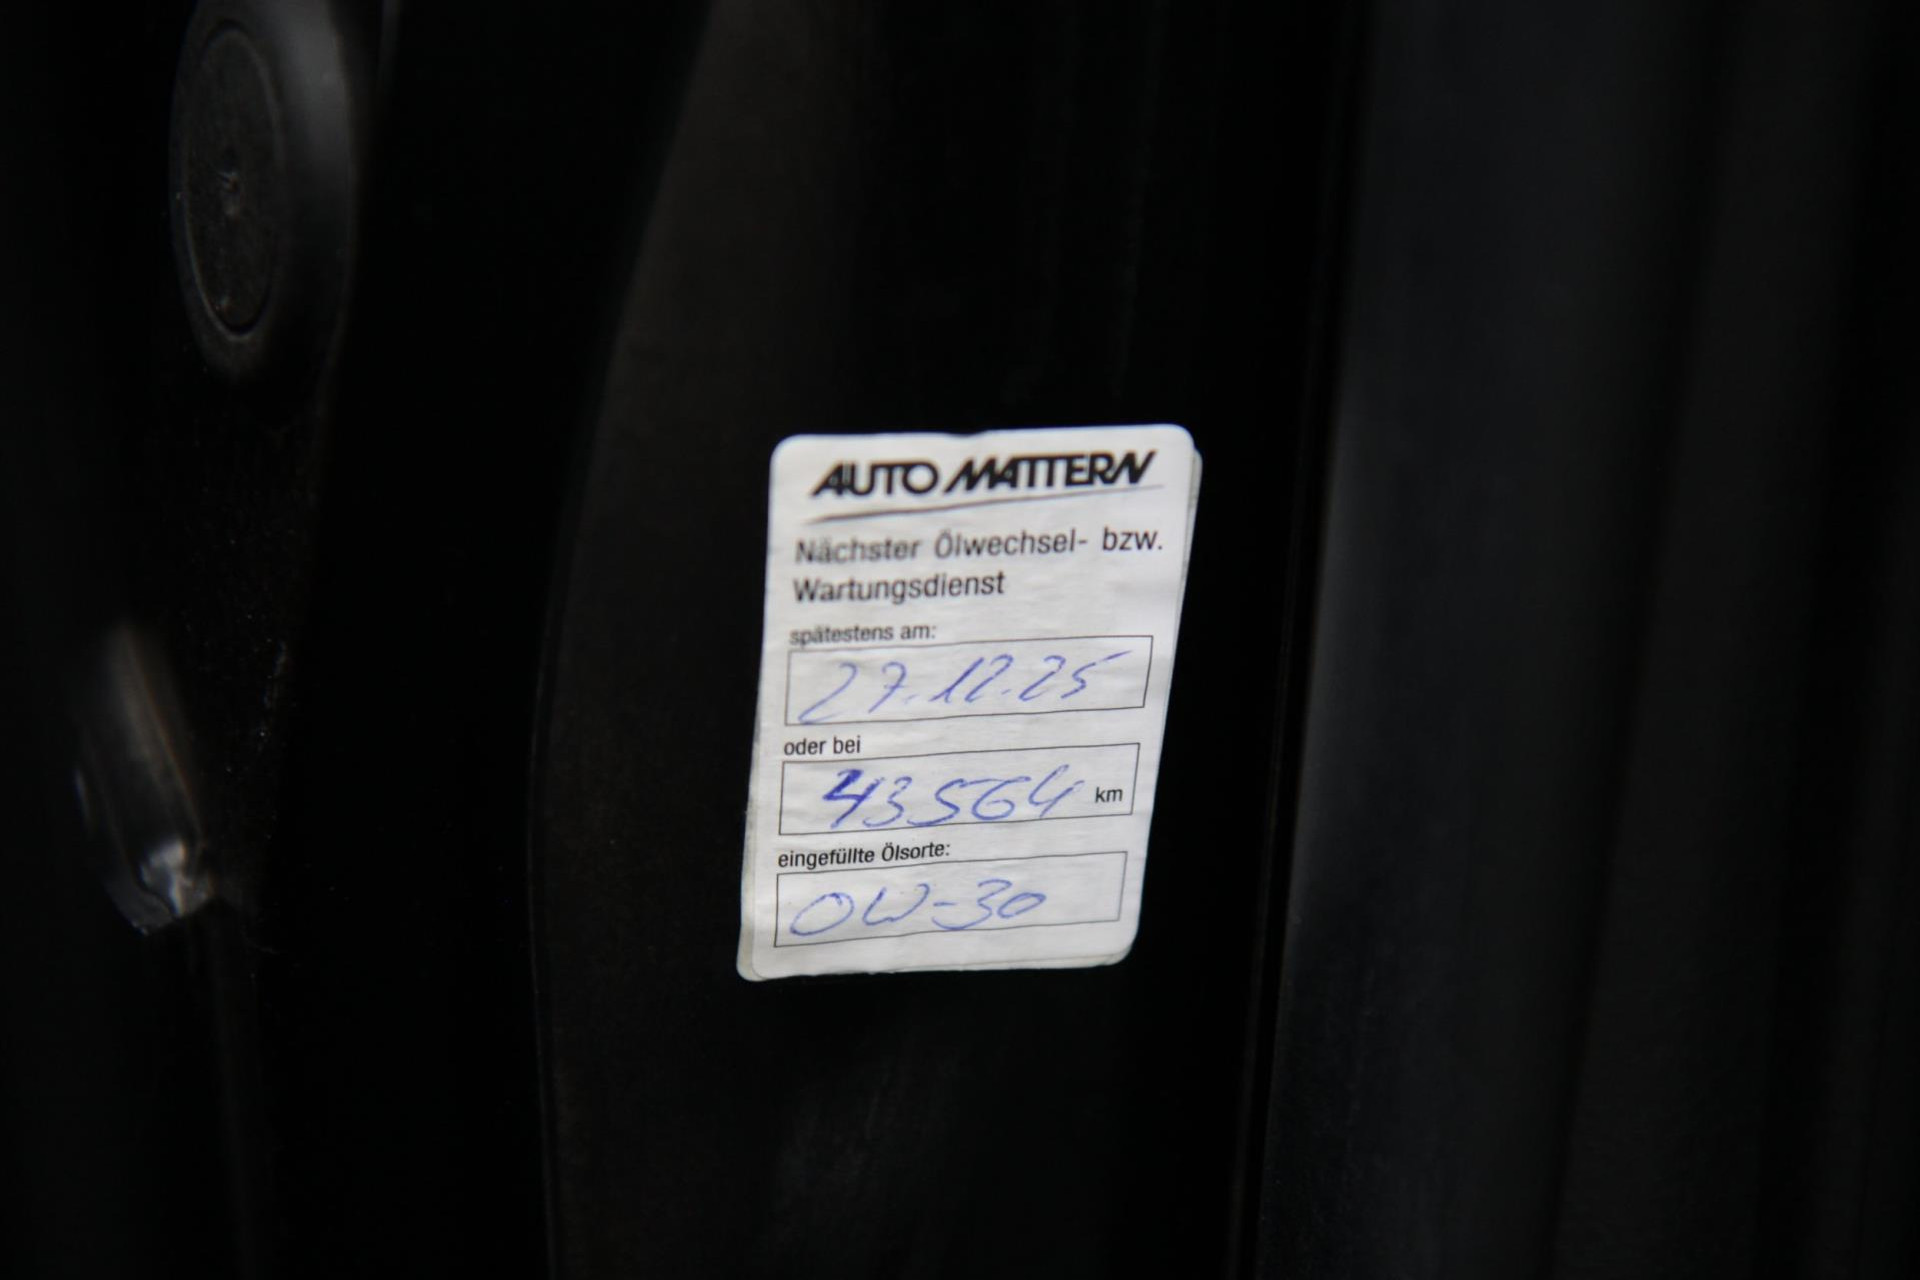 AUTO MATTERN
Nächster Ölwechsel- bzw.
Wartungsdienst
spätestens am:
27.12.25
oder bei
43564 km
eingefüllte Ölsorte:
0W-30